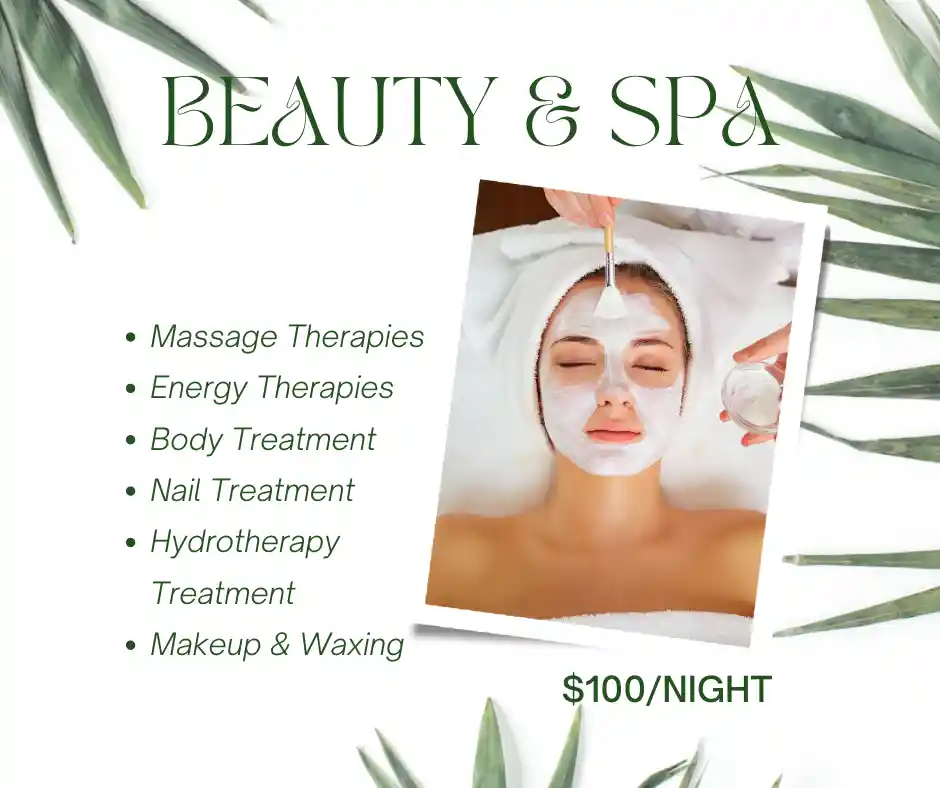 BEAUTY & SPA
• Massage Therapies
• Energy Therapies
• Body Treatment
• Nail Treatment
• Hydrotherapy
Treatment
• Makeup & Waxing
$100/NIGHT